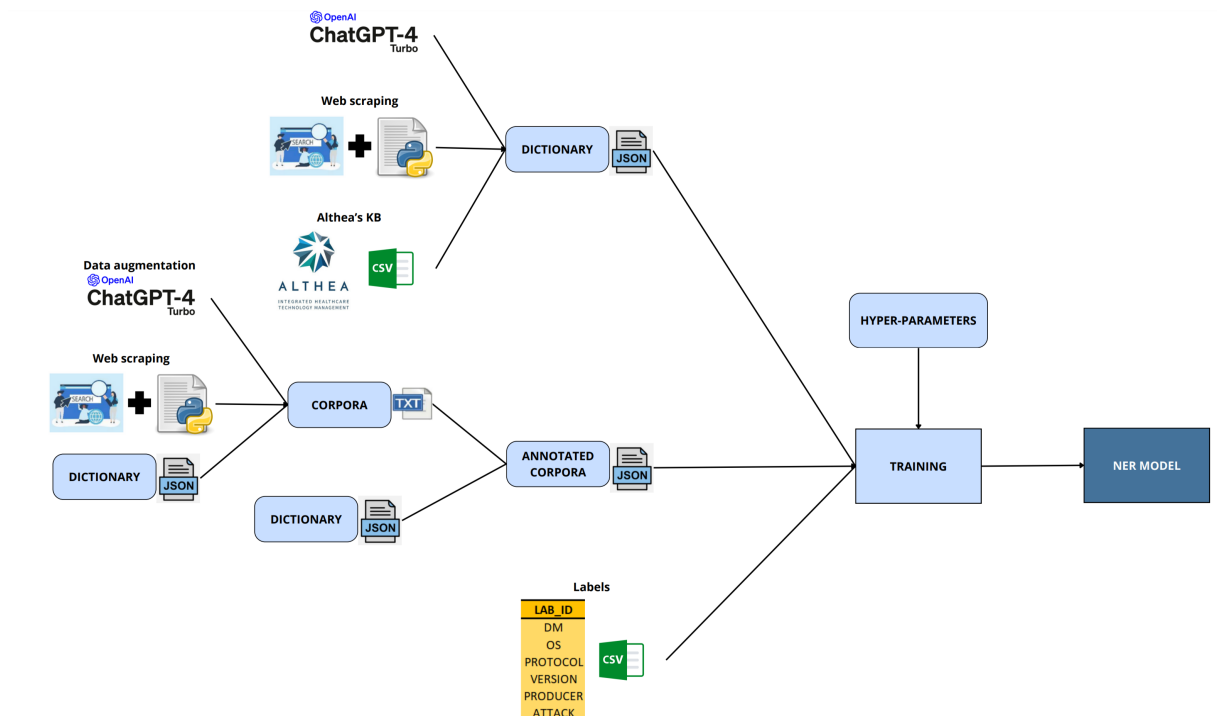 OpenAI
ChatGPT-4
Turbo
Web scraping
SEARCH
DICTIONARY
JSON
Althea's KB
ALTHEA
INTEGRATED HEALTHCARE
TECHNOLOGY MANAGEMENT
CSV
Data augmentation
OpenAI
ChatGPT-4
Turbo
Web scraping
SEARCH
CORPORA
TXT
DICTIONARY
JSON
DICTIONARY
JSON
ANNOTATED
CORPORA
JSON
HYPER-PARAMETERS
TRAINING
NER MODEL
Labels
LAB_ID
DM
OS
PROTOCOL
VERSION
PRODUCER
ATTACK
CSV